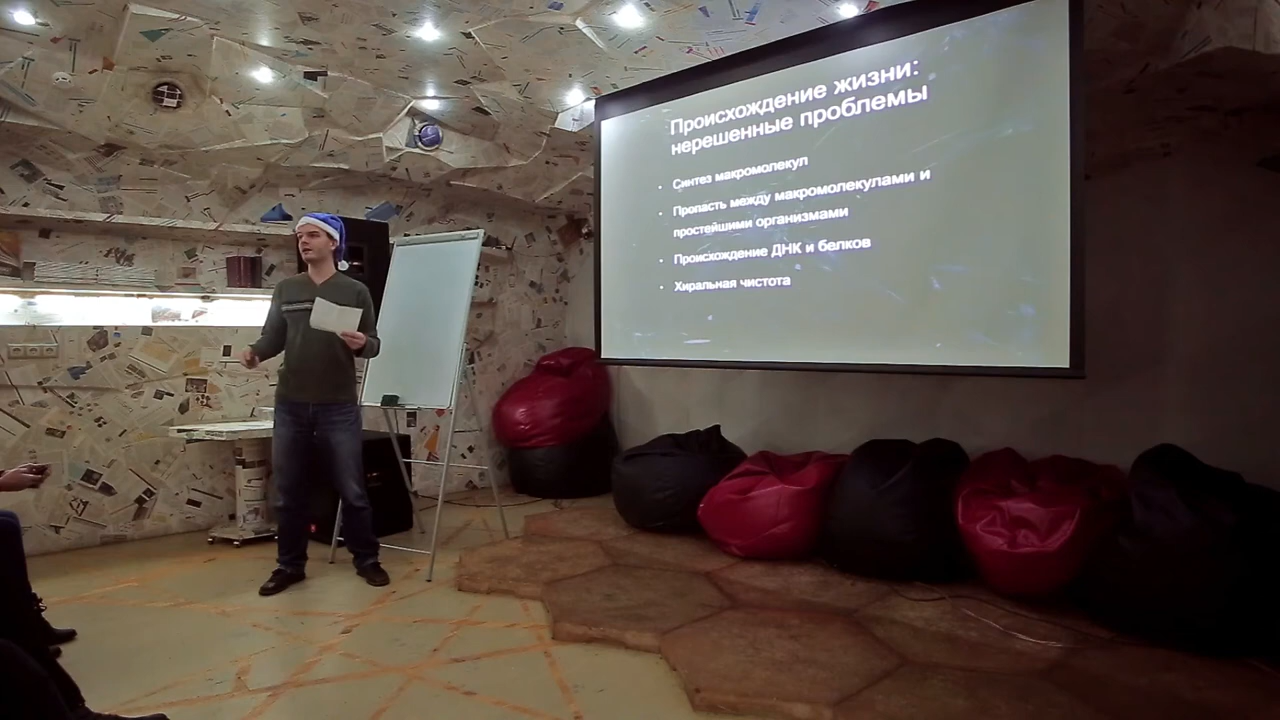 Происхождение жизни:
нерешенные проблемы
• Синтез макромолекул
• Пропасть между макромолекулами и
простейшими организмами
• Происхождение ДНК и белков
• Хиральная чистота